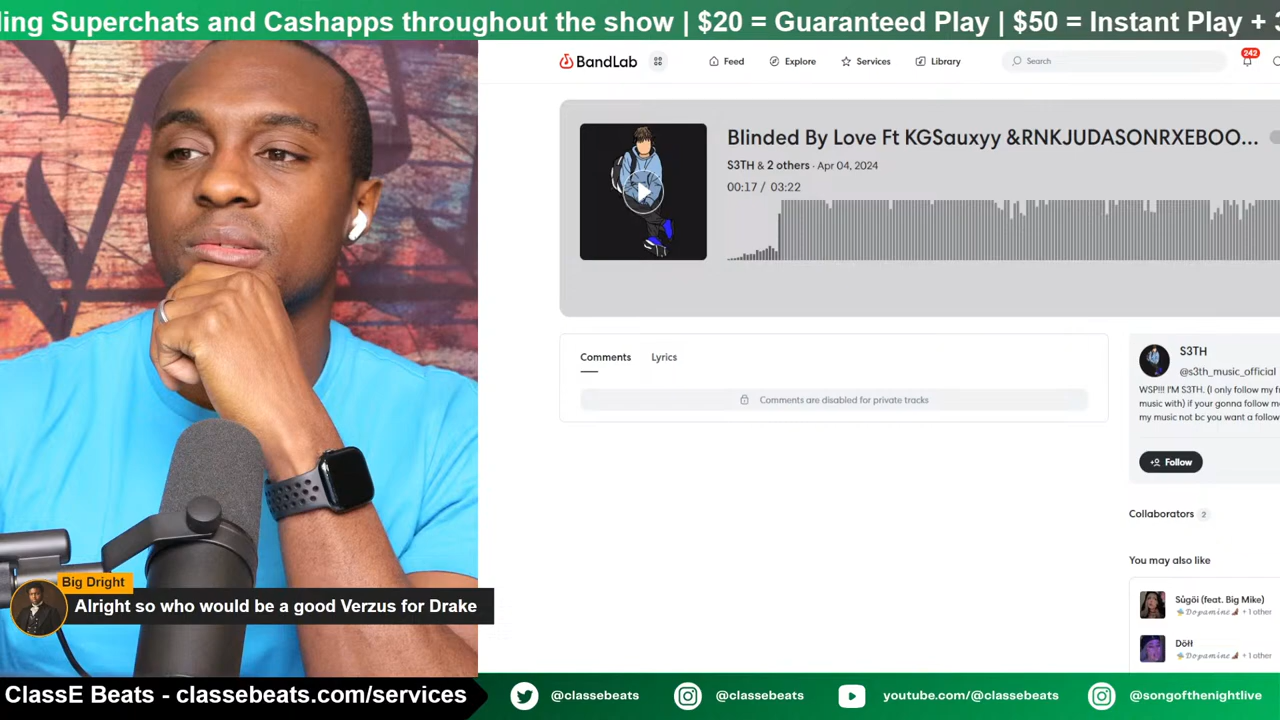 ling Superchats and Cashapps throughout the show | $20 = Guaranteed Play | $50 = Instant Play +
BandLab
Feed
Explore
Services
Library
Search
242
Blinded By Love Ft KGSauxyy &RNKJUDASONRXEBOO...
S3TH & 2 others · Apr 04, 2024
00:17 / 03:22
Comments
Lyrics
Comments are disabled for private tracks
S3TH
@s3th_music_official
WSP!!! I'M S3TH. (I only follow my
music with) if your gonna follow
my music not bc you want a follow
Follow
Collaborators 2
You may also like
Sůgöi (feat. Big Mike)
𝓓𝓸𝓹𝓪𝓶𝓲𝓷𝓮 + 1 other
𝓓𝓸𝓹𝓪𝓶𝓲𝓷𝓮 + 1 other
Big Dright
Alright so who would be a good Verzus for Drake
ClassE Beats - classebeats.com/services
@classebeats
@classebeats
youtube.com/@classebeats
@songofthenightlive